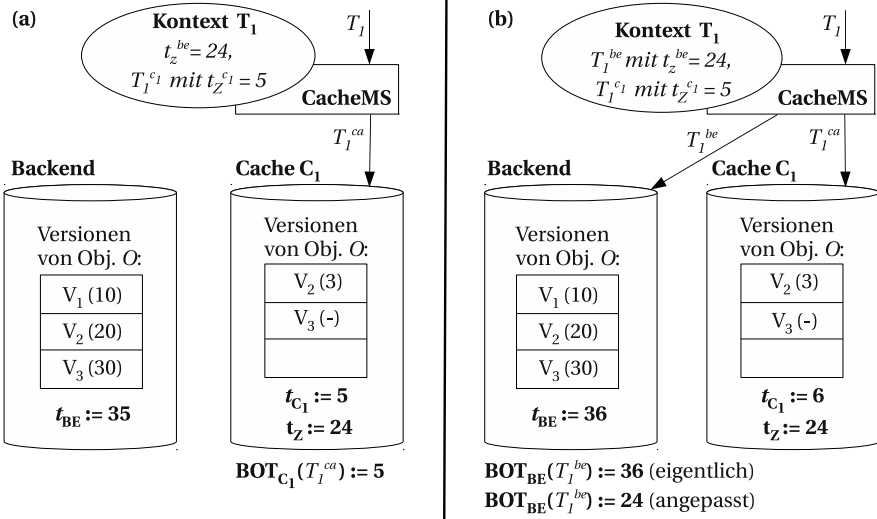 (a)
Kontext T₁
t_z^be = 24,
T₁^c₁ mit t_Z^c₁ = 5
T₁
CacheMS
T₁^ca
Backend
Cache C₁
Versionen
von Obj. O:
V₁ (10)
V₂ (20)
V₃ (30)
t_BE := 35
Versionen
von Obj. O:
V₂ (3)
V₃ (-)
t_C₁ := 5
t_Z := 24
BOT_C₁(T₁^ca) := 5
(b)
Kontext T₁
T₁^be mit t_z^be = 24,
T₁^c₁ mit t_Z^c₁ = 5
T₁
CacheMS
T₁^be
T₁^ca
Backend
Cache C₁
Versionen
von Obj. O:
V₁ (10)
V₂ (20)
V₃ (30)
t_BE := 36
Versionen
von Obj. O:
V₂ (3)
V₃ (-)
t_C₁ := 6
t_Z := 24
BOT_BE(T₁^be) := 36 (eigentlich)
BOT_BE(T₁^be) := 24 (angepasst)